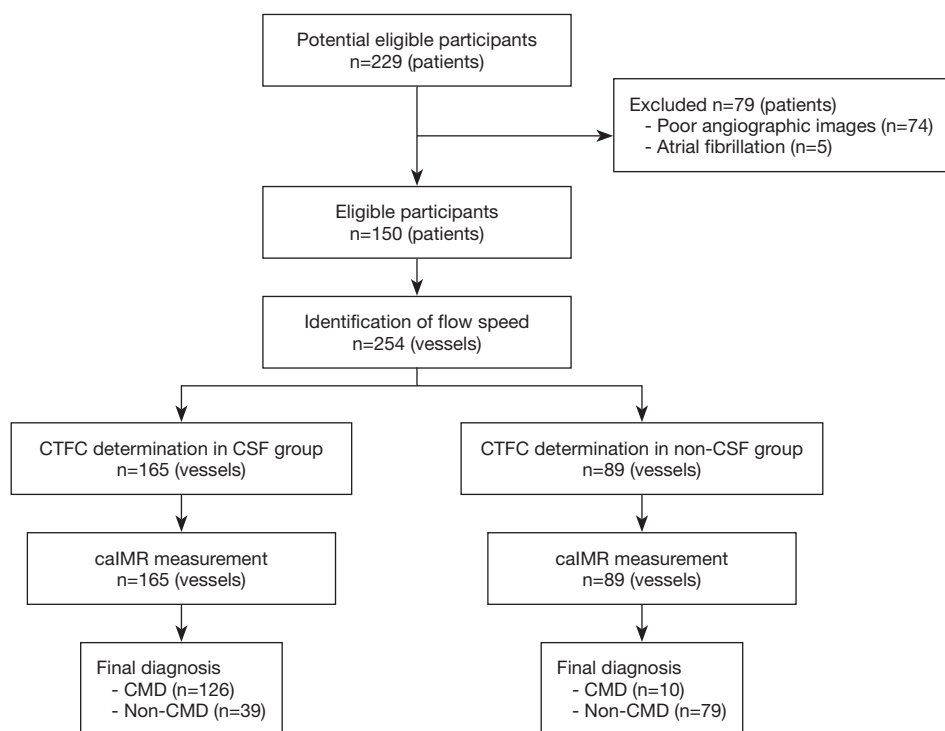 Potential eligible participants
n=229 (patients)
Excluded n=79 (patients)
- Poor angiographic images (n=74)
- Atrial fibrillation (n=5)
Eligible participants
n=150 (patients)
Identification of flow speed
n=254 (vessels)
CTFC determination in CSF group
n=165 (vessels)
CTFC determination in non-CSF group
n=89 (vessels)
caIMR measurement
n=165 (vessels)
caIMR measurement
n=89 (vessels)
Final diagnosis
- CMD (n=126)
- Non-CMD (n=39)
Final diagnosis
- CMD (n=10)
- Non-CMD (n=79)